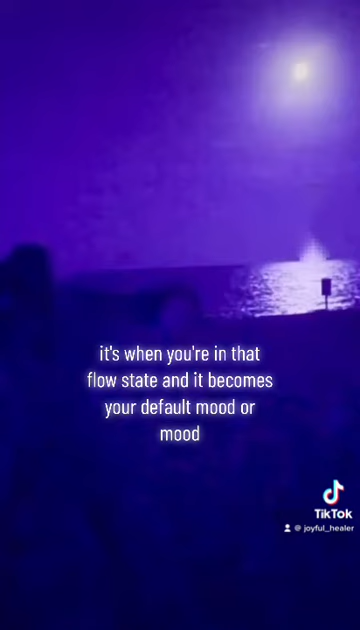 it's when you're in that
flow state and it becomes
your default mood or
mood
TikTok
@ joyful_healer